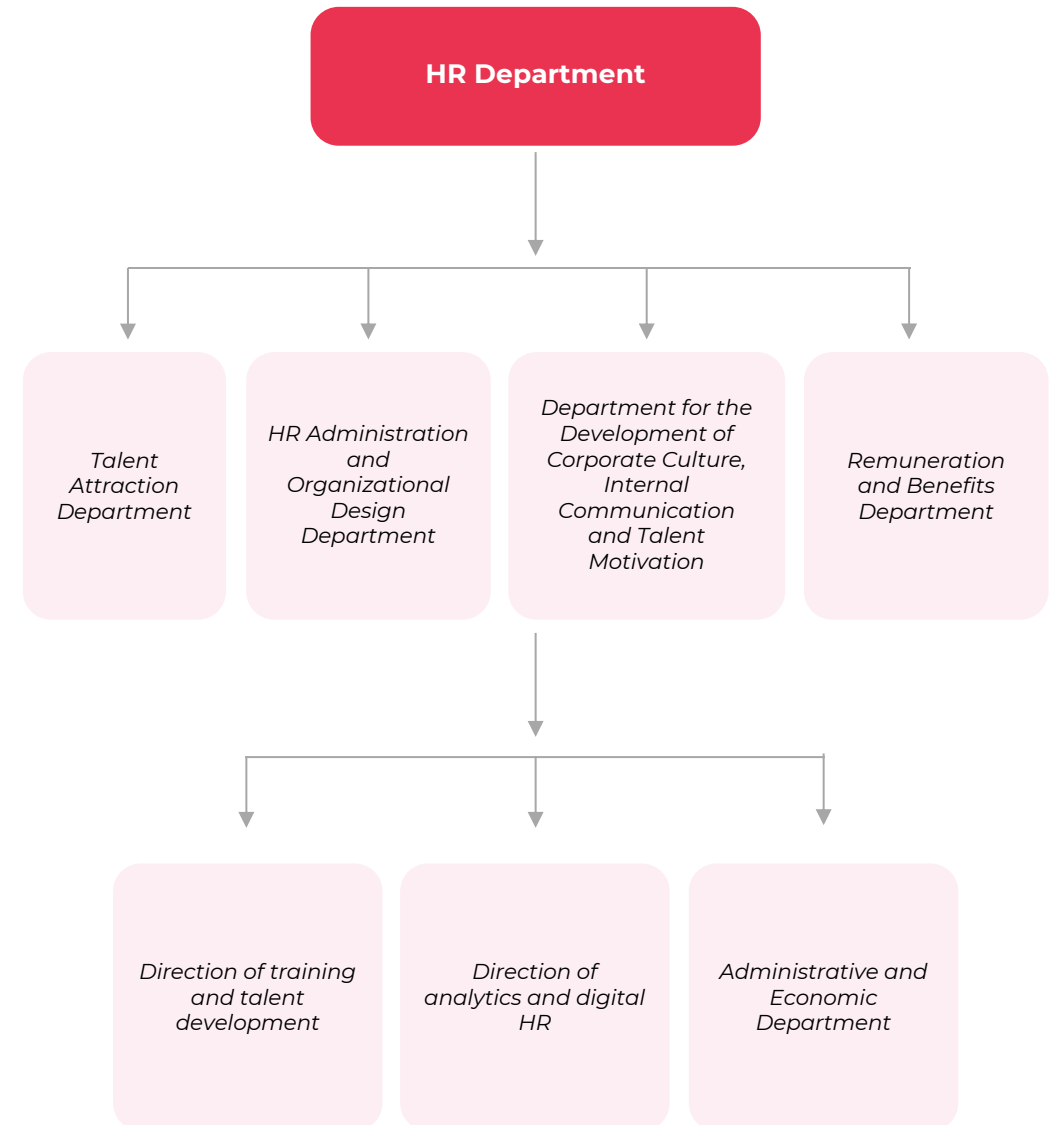 HR Department
Talent
Attraction
Department
HR Administration
and
Organizational
Design
Department
Department for the
Development of
Corporate Culture,
Internal
Communication
and Talent
Motivation
Remuneration
and Benefits
Department
Direction of training
and talent
development
Direction of
analytics and digital
HR
Administrative and
Economic
Department